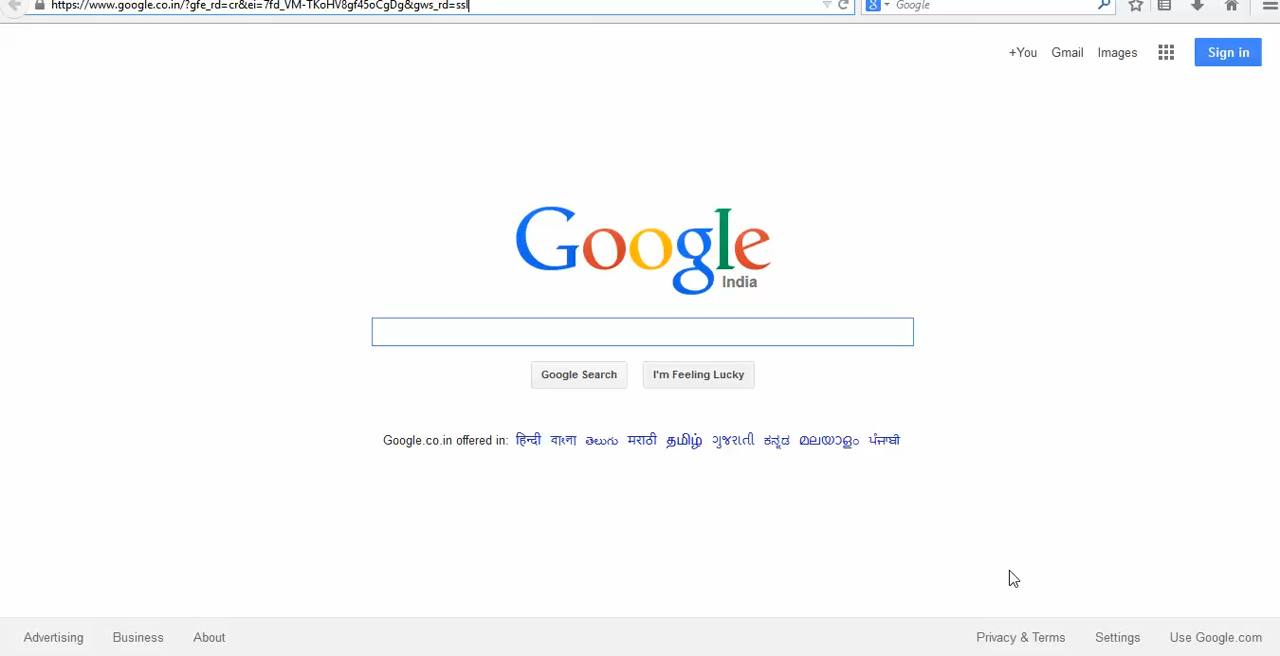 https://www.google.co.in/?gfe_rd=cr&ei=7fd_VM-TKoHV8gf45oCgDg&gws_rd=ssl
8 Google
+You Gmail Images Sign in
Google
India
Google Search I'm Feeling Lucky
Google.co.in offered in: हिन्दी বাংলা తెలుగు मराठी தமிழ் ગુજરાતી ಕನ್ನಡ മലയാളം ਪੰਜਾਬੀ
Advertising Business About Privacy & Terms Settings Use Google.com